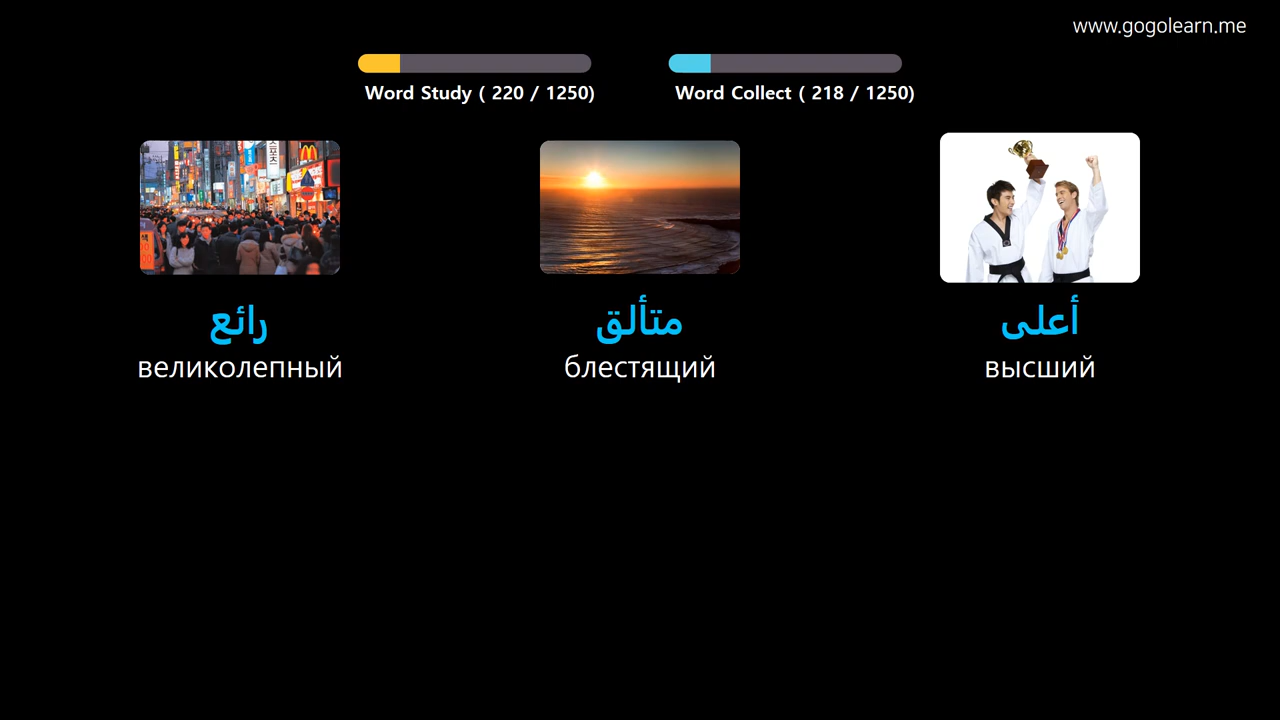 www.gogolearn.me
Word Study ( 220 / 1250)
Word Collect ( 218 / 1250)
رائع
великолепный
متألق
блестящий
أعلى
высший